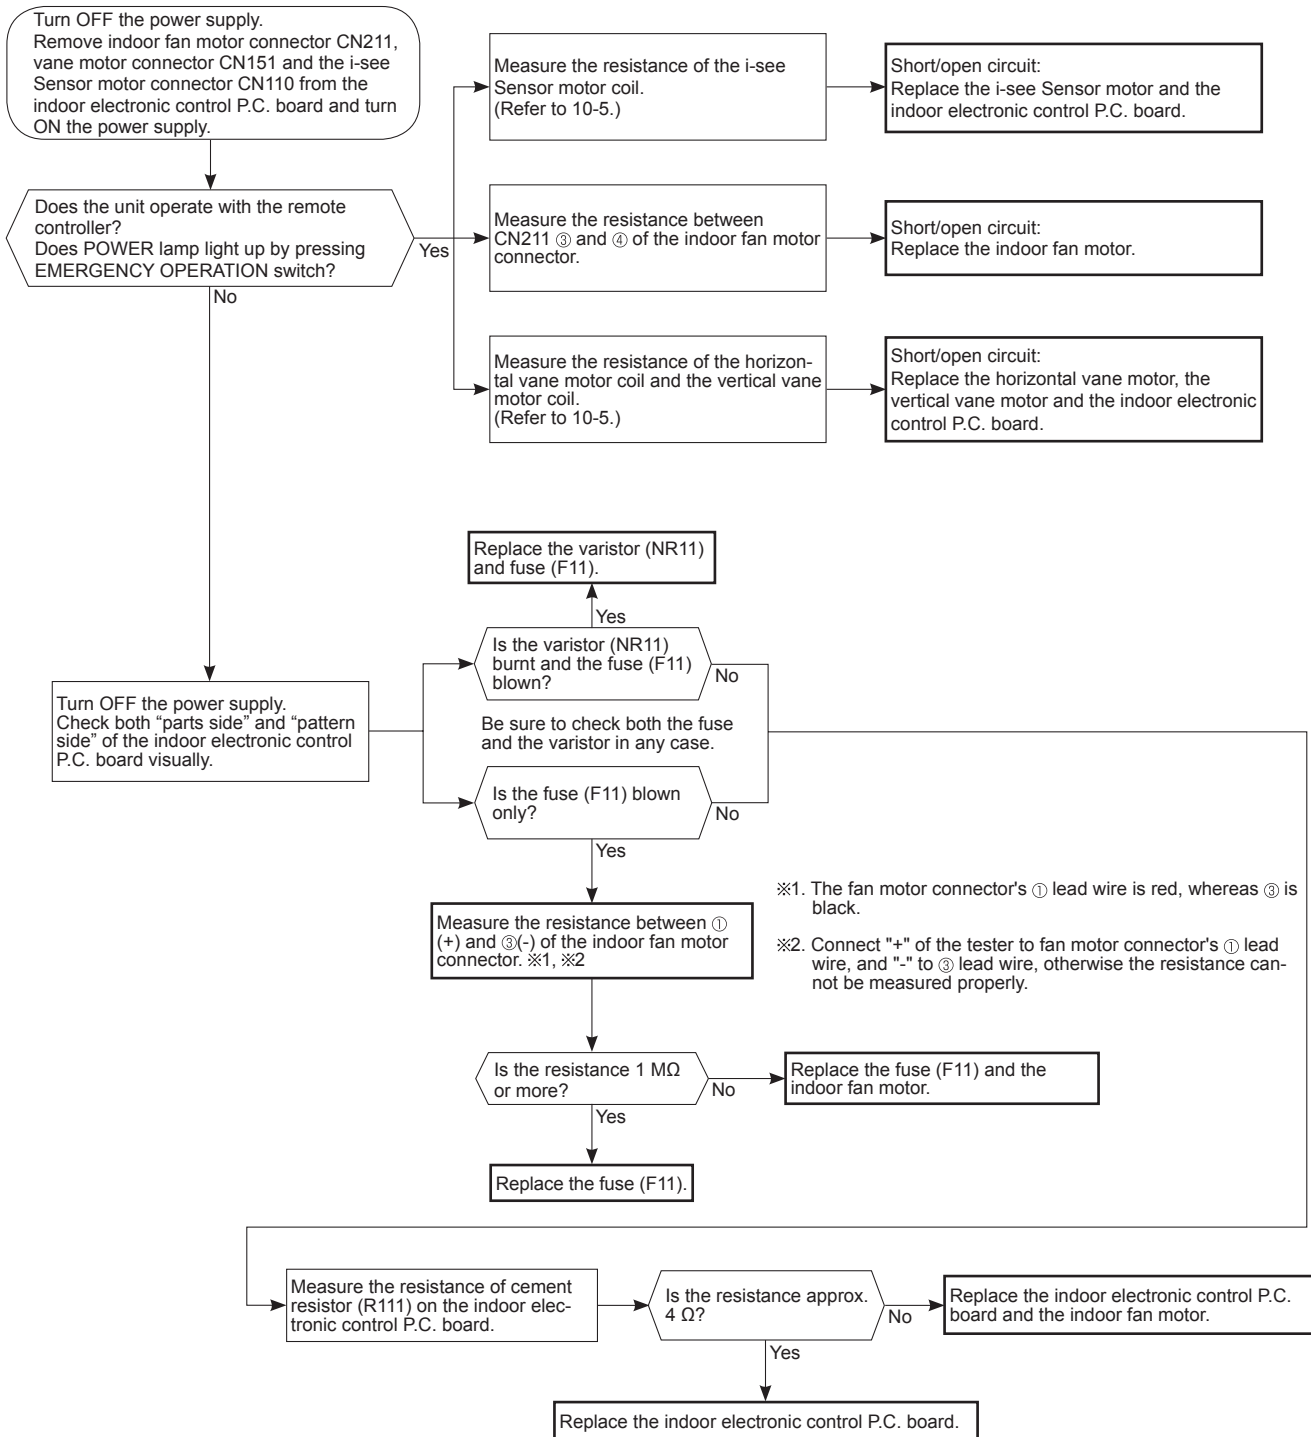 Turn OFF the power supply.
Remove indoor fan motor connector CN211,
vane motor connector CN151 and the i-see
Sensor motor connector CN110 from the
indoor electronic control P.C. board and turn
ON the power supply.
Does the unit operate with the remote
controller?
Does POWER lamp light up by pressing
EMERGENCY OPERATION switch?
Yes
No
Measure the resistance of the i-see
Sensor motor coil.
(Refer to 10-5.)
Short/open circuit:
Replace the i-see Sensor motor and the
indoor electronic control P.C. board.
Measure the resistance between
CN211 ③ and ④ of the indoor fan motor
connector.
Short/open circuit:
Replace the indoor fan motor.
Measure the resistance of the horizon-
tal vane motor coil and the vertical vane
motor coil.
(Refer to 10-5.)
Short/open circuit:
Replace the horizontal vane motor, the
vertical vane motor and the indoor electronic
control P.C. board.
Turn OFF the power supply.
Check both “parts side” and “pattern
side” of the indoor electronic control
P.C. board visually.
Replace the varistor (NR11)
and fuse (F11).
Yes
Is the varistor (NR11)
burnt and the fuse (F11)
blown?
No
Be sure to check both the fuse
and the varistor in any case.
Is the fuse (F11) blown
only?
No
Yes
Measure the resistance between ①
(+) and ③(-) of the indoor fan motor
connector. ※1, ※2
※1. The fan motor connector's ① lead wire is red, whereas ③ is
black.
※2. Connect "+" of the tester to fan motor connector's ① lead
wire, and "-" to ③ lead wire, otherwise the resistance can-
not be measured properly.
Is the resistance 1 MΩ
or more?
No
Replace the fuse (F11) and the
indoor fan motor.
Yes
Replace the fuse (F11).
Measure the resistance of cement
resistor (R111) on the indoor elec-
tronic control P.C. board.
Is the resistance approx.
4 Ω?
No
Replace the indoor electronic control P.C.
board and the indoor fan motor.
Yes
Replace the indoor electronic control P.C. board.